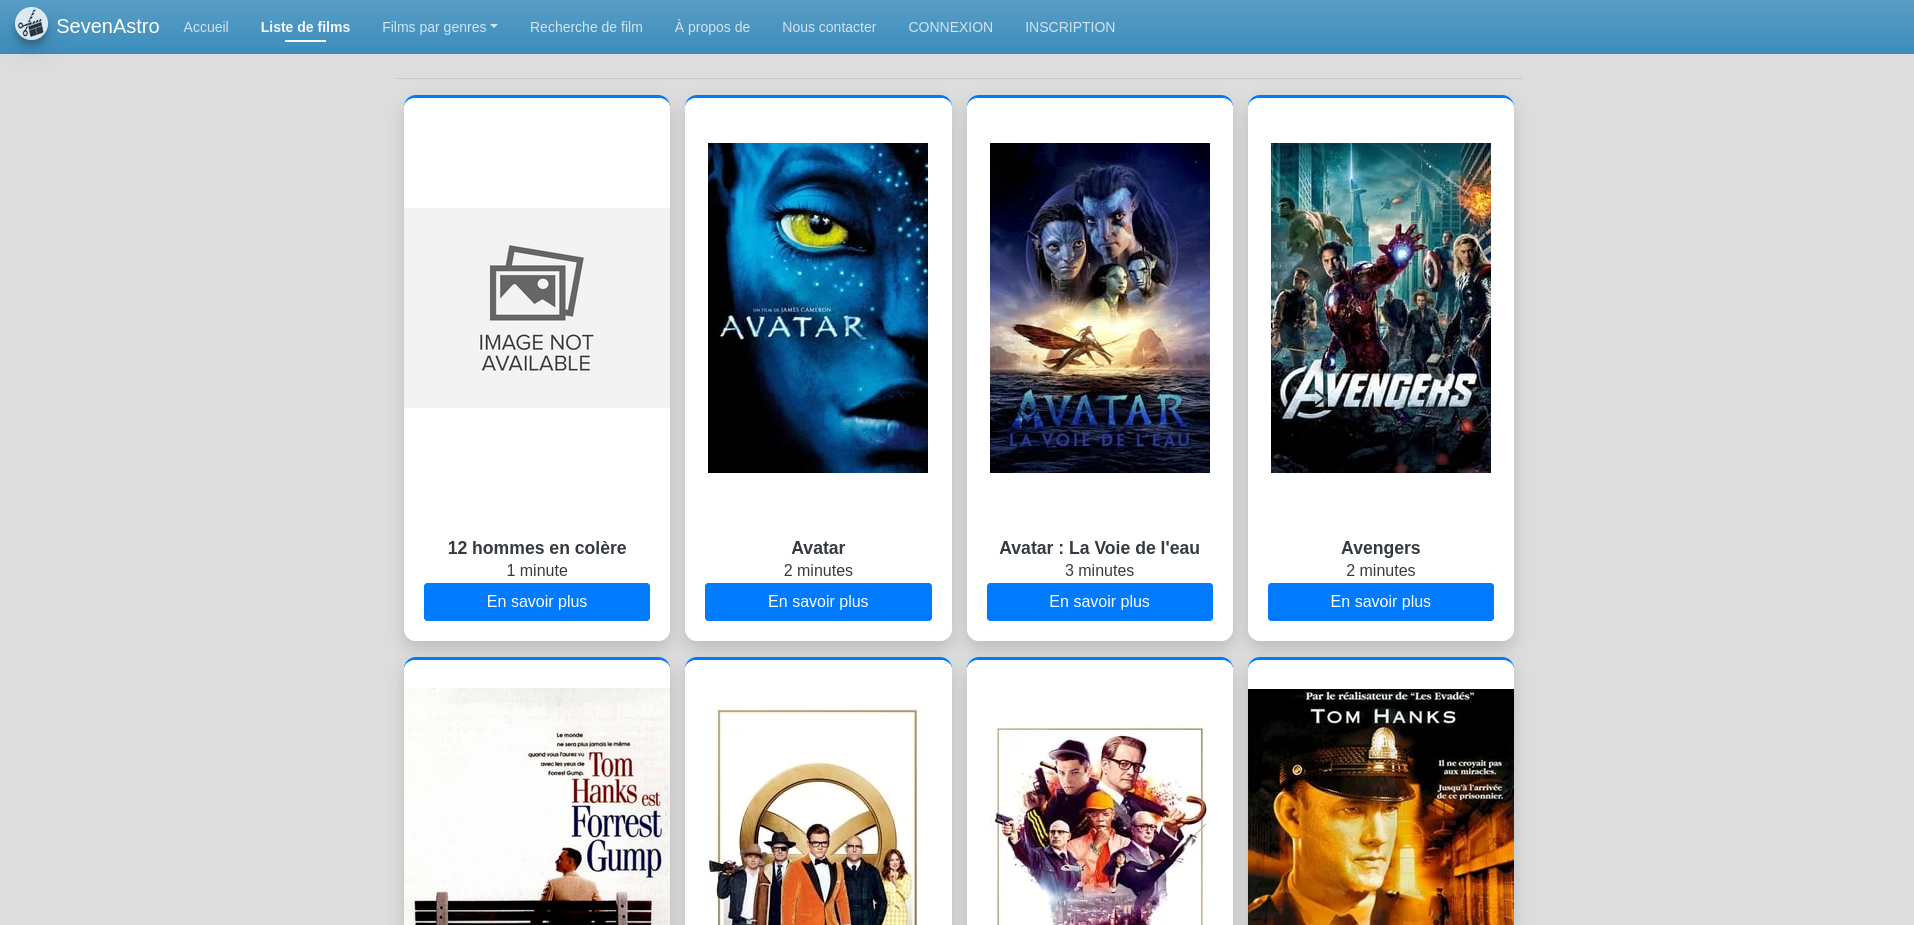 SevenAstro
Accueil
Liste de films
Films par genres
Recherche de film
À propos de
Nous contacter
CONNEXION
INSCRIPTION
IMAGE NOT
AVAILABLE
12 hommes en colère
1 minute
En savoir plus
UN FILM DE JAMES CAMERON
AVATAR
Avatar
2 minutes
En savoir plus
AVATAR
LA VOIE DE L'EAU
Avatar : La Voie de l'eau
3 minutes
En savoir plus
AVENGERS
Avengers
2 minutes
En savoir plus
Le monde
ne sera plus jamais le même
quand vous l'aurez vu
avec les yeux de
Forrest Gump.
Tom
Hanks est
Forrest
Gump
Par le réalisateur de "Les Evadés"
TOM HANKS
Il ne croyait pas
aux miracles.
Jusqu'à l'arrivée
de ce prisonnier.